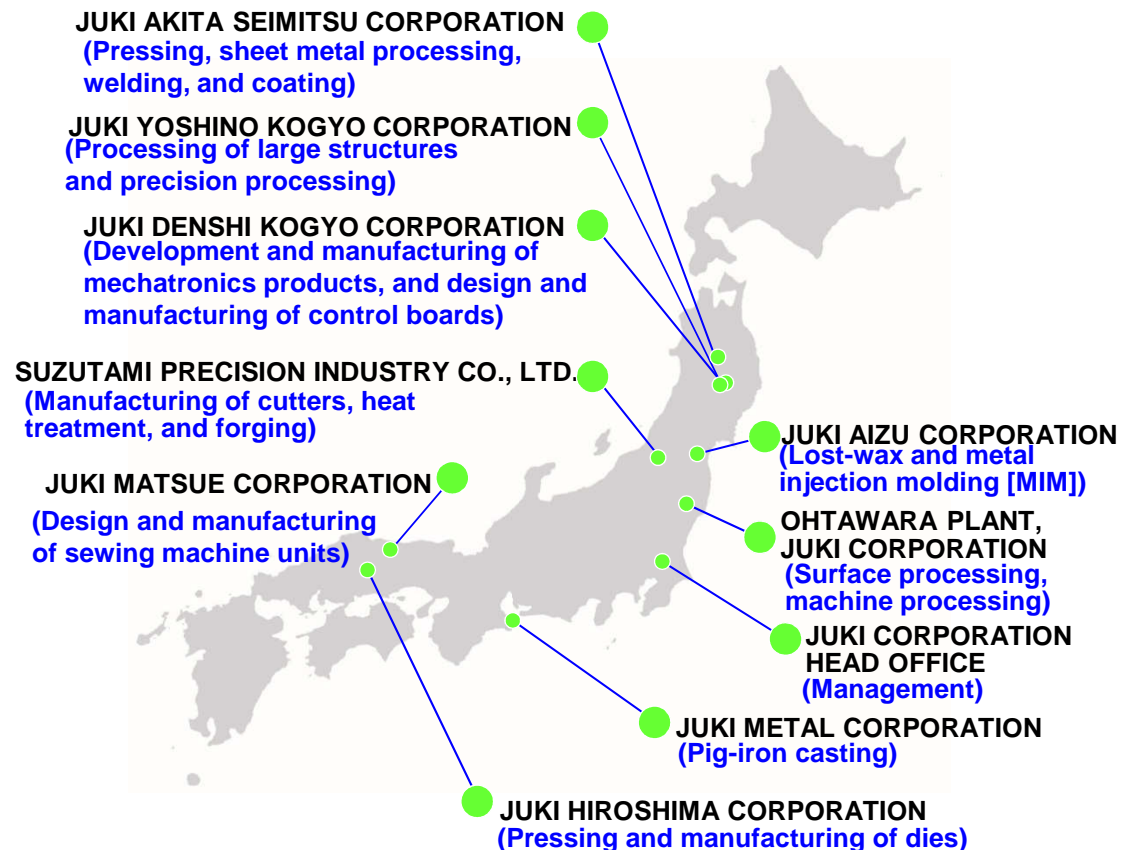 JUKI AKITA SEIMITSU CORPORATION
(Pressing, sheet metal processing,
welding, and coating)
JUKI YOSHINO KOGYO CORPORATION
(Processing of large structures
and precision processing)
JUKI DENSHI KOGYO CORPORATION
(Development and manufacturing of
mechatronics products, and design and
manufacturing of control boards)
SUZUTAMI PRECISION INDUSTRY CO., LTD.
(Manufacturing of cutters, heat
treatment, and forging)
JUKI MATSUE CORPORATION
(Design and manufacturing
of sewing machine units)
JUKI AIZU CORPORATION
(Lost-wax and metal
injection molding [MIM])
OHTAWARA PLANT,
JUKI CORPORATION
(Surface processing,
machine processing)
JUKI CORPORATION
HEAD OFFICE
(Management)
JUKI METAL CORPORATION
(Pig-iron casting)
JUKI HIROSHIMA CORPORATION
(Pressing and manufacturing of dies)